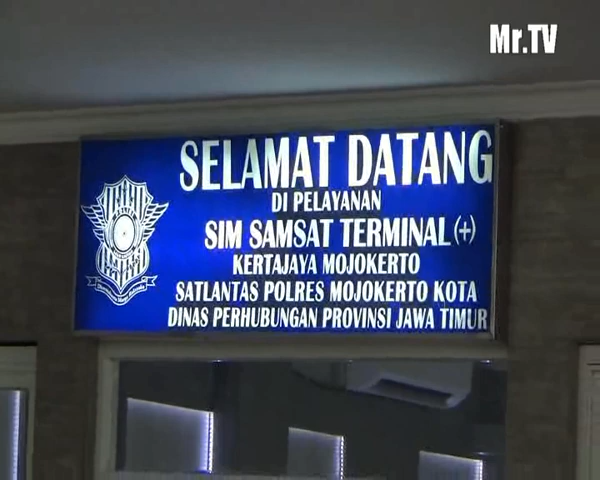 Mr.TV
SELAMAT DATANG
DI PELAYANAN
SIM SAMSAT TERMINAL (+)
KERTAJAYA MOJOKERTO
SATLANTAS POLRES MOJOKERTO KOTA
DINAS PERHUBUNGAN PROVINSI JAWA TIMUR